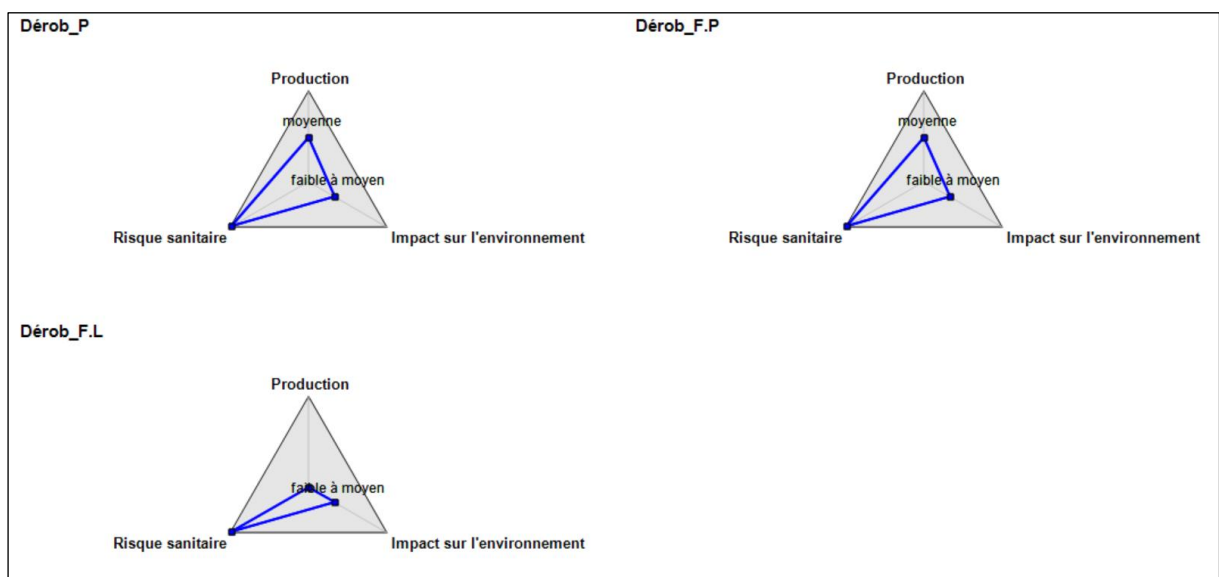 Dérob_P
Dérob_F.P
Production
moyenne
faible à moyen
Risque sanitaire
Impact sur l'environnement
Production
moyenne
faible à moyen
Risque sanitaire
Impact sur l'environnement
Dérob_F.L
Production
faible à moyen
Risque sanitaire
Impact sur l'environnement